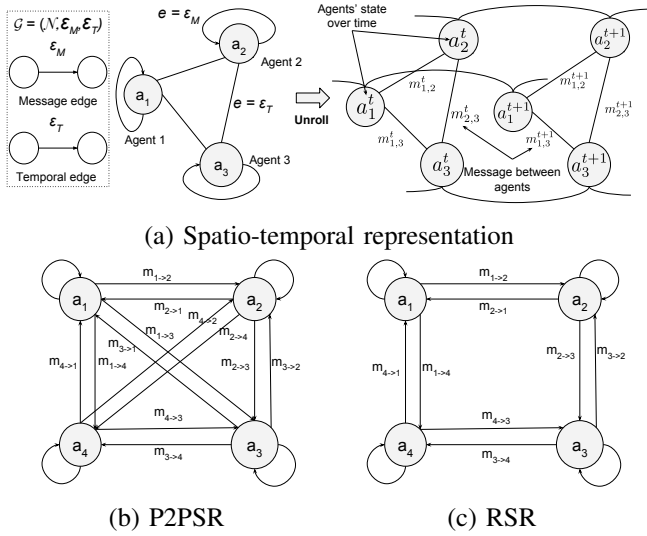 𝒢 = (𝒩, ℰ_M, ℰ_T)
ℰ_M
Message edge
ℰ_T
Temporal edge
e = ℰ_M
a_2
Agent 2
a_1
Agent 1
e = ℰ_T
a_3
Agent 3
Unroll
Agents' state
over time
a_2^t
a_2^{t+1}
m_{1,2}^t
m_{1,2}^{t+1}
a_1^t
a_1^{t+1}
m_{2,3}^t
m_{2,3}^{t+1}
m_{1,3}^t
m_{1,3}^{t+1}
a_3^t
a_3^{t+1}
Message between
agents
(a) Spatio-temporal representation
m_{1->2}
a_1
a_2
m_{2->1}
m_{4->2}
m_{1->3}
m_{3->1}
m_{2->4}
m_{4->1}
m_{1->4}
m_{2->3}
m_{3->2}
m_{4->3}
a_4
a_3
m_{3->4}
(b) P2PSR
m_{1->2}
a_1
a_2
m_{2->1}
m_{4->1}
m_{1->4}
m_{2->3}
m_{3->2}
m_{4->3}
a_4
a_3
m_{3->4}
(c) RSR